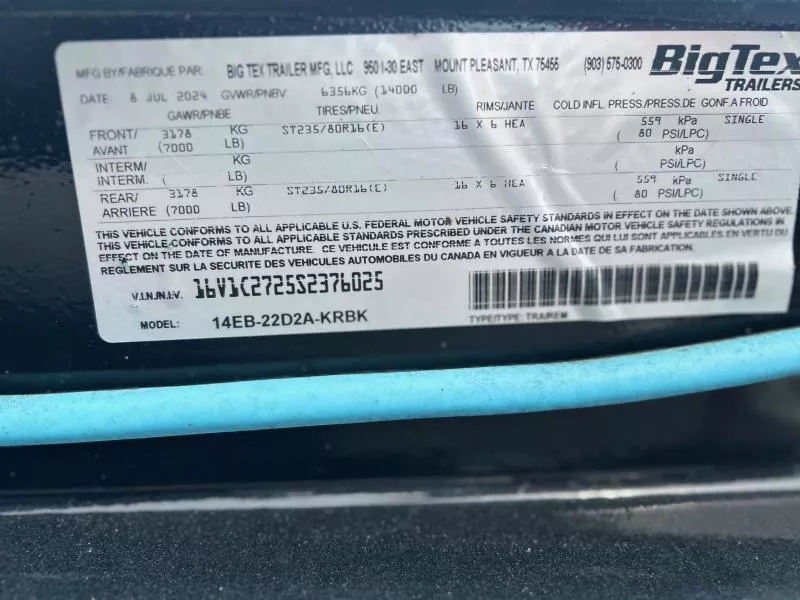 MFG BY/FABRIQUE PAR: BIG TEX TRAILER MFG, LLC 950 I-30 EAST MOUNT PLEASANT, TX 75455 (903) 575-0300 BigTex
TRAILERS
DATE: 8 JUL 2024 GVWR/PNBV 6356KG (14000 LB)
GAWR/PNBE TIRES/PNEU. RIMS/JANTE COLD INFL PRESS/PRESS.DE GONF.A FROID
FRONT/ 3178 KG ST235/80R16(E) 16 X 6 HEA 559 kPa SINGLE
AVANT (7000 LB) ( 80 PSI/LPC)
INTERM/ KG kPa
INTERM. ( LB) ( PSI/LPC)
REAR/ 3178 KG ST235/80R16(E) 16 X 6 HEA 559 kPa SINGLE
ARRIERE (7000 LB) ( 80 PSI/LPC)
THIS VEHICLE CONFORMS TO ALL APPLICABLE U.S. FEDERAL MOTOR VEHICLE SAFETY STANDARDS IN EFFECT ON THE DATE SHOWN ABOVE.
THIS VEHICLE CONFORMS TO ALL APPLICABLE STANDARDS PRESCRIBED UNDER THE CANADIAN MOTOR VEHICLE SAFETY REGULATIONS IN
EFFECT ON THE DATE OF MANUFACTURE. CE VEHICULE EST CONFORME A TOUTES LES NORMES QUI LUI SONT APPLICABLES EN VERTU DU
REGLEMENT SUR LA SECURITE DES VEHICULES AUTOMOBILES DU CANADA EN VIGUEUR A LA DATE DE SA FABRICATION.
V.I.N./N.I.V. 16V1C2725S2376025
MODEL: 14EB-22D2A-KRBK TYPE/TYPE: